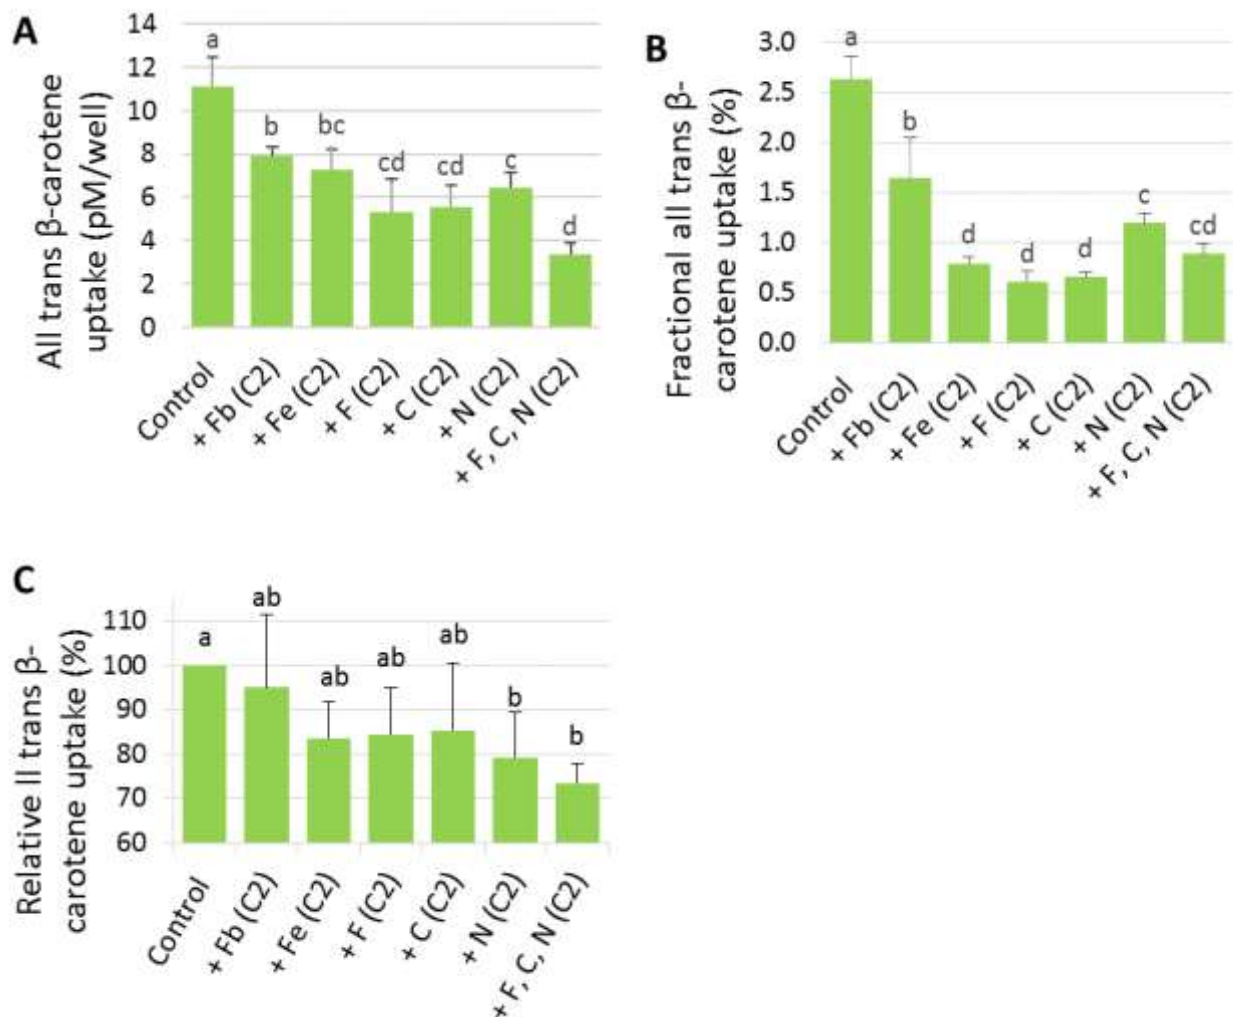 A
All trans β-carotene
uptake (pM/well)
14
12
10
8
6
4
2
0
a
b
bc
cd
cd
c
d
Control
+ Fb (C2)
+ Fe (C2)
+ F (C2)
+ C (C2)
+ N (C2)
+ F, C, N (C2)
B
Fractional all trans β-
carotene uptake (%)
3.0
2.5
2.0
1.5
1.0
0.5
0.0
a
b
d
d
d
c
cd
Control
+ Fb (C2)
+ Fe (C2)
+ F (C2)
+ C (C2)
+ N (C2)
+ F, C, N (C2)
C
Relative ll trans β-
carotene uptake (%)
110
100
90
80
70
60
a
ab
ab
ab
ab
b
b
Control
+ Fb (C2)
+ Fe (C2)
+ F (C2)
+ C (C2)
+ N (C2)
+ F, C, N (C2)